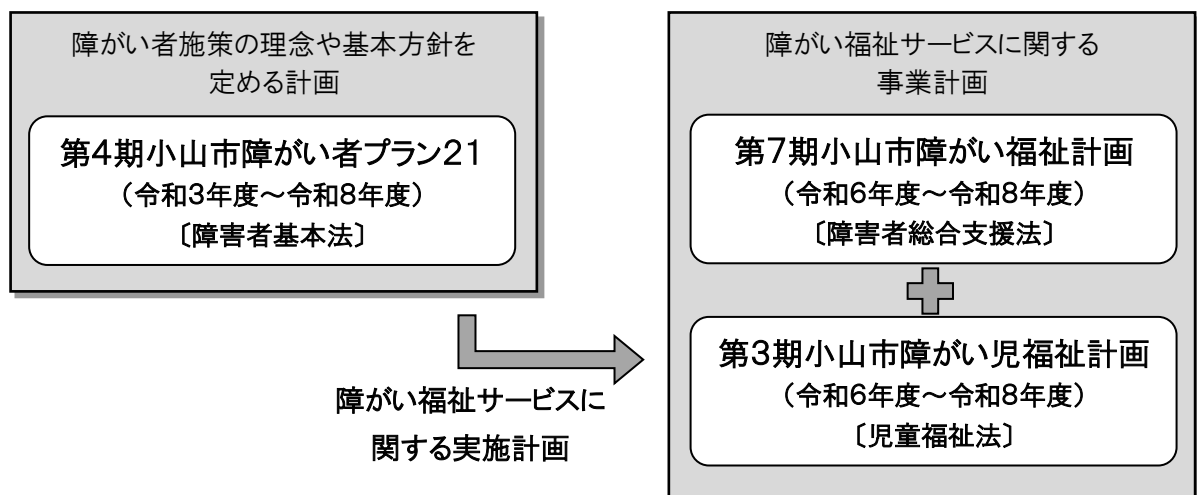 障がい者施策の理念や基本方針を
定める計画
第4期小山市障がい者プラン21
（令和3年度～令和8年度）
〔障害者基本法〕
障がい福祉サービスに
関する実施計画
障がい福祉サービスに関する
事業計画
第7期小山市障がい福祉計画
（令和6年度～令和8年度）
〔障害者総合支援法〕
第3期小山市障がい児福祉計画
（令和6年度～令和8年度）
〔児童福祉法〕